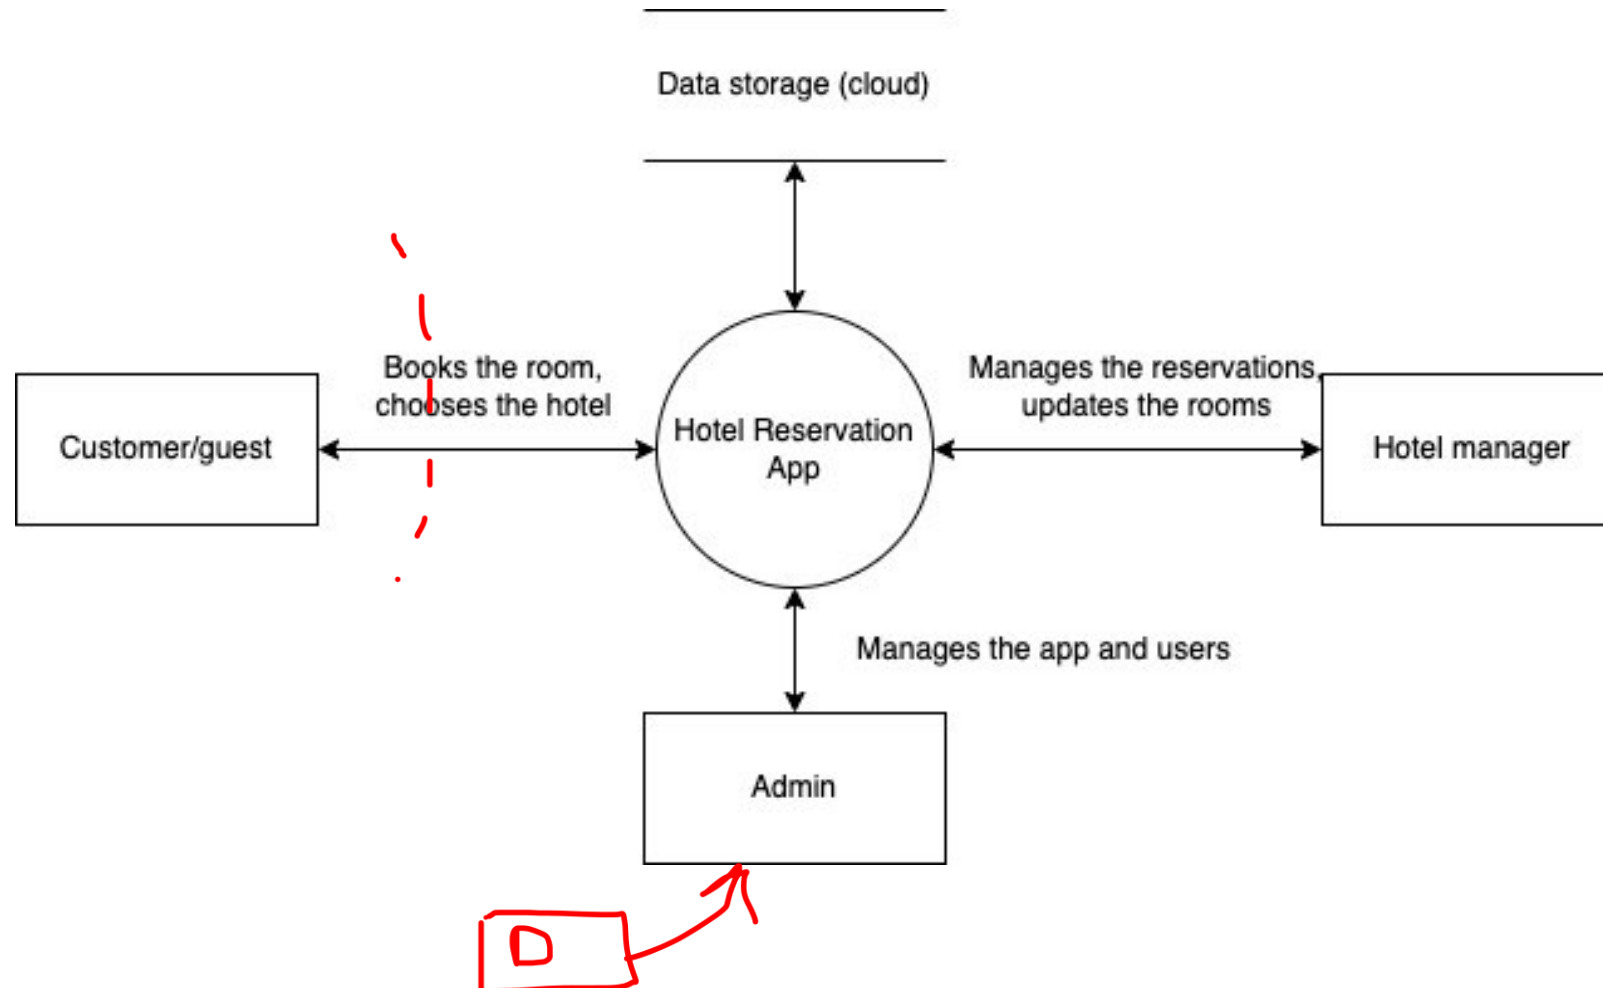 Data storage (cloud)
Books the room,
chooses the hotel
Manages the reservations,
updates the rooms
Customer/guest
Hotel Reservation
App
Hotel manager
Manages the app and users
Admin
D